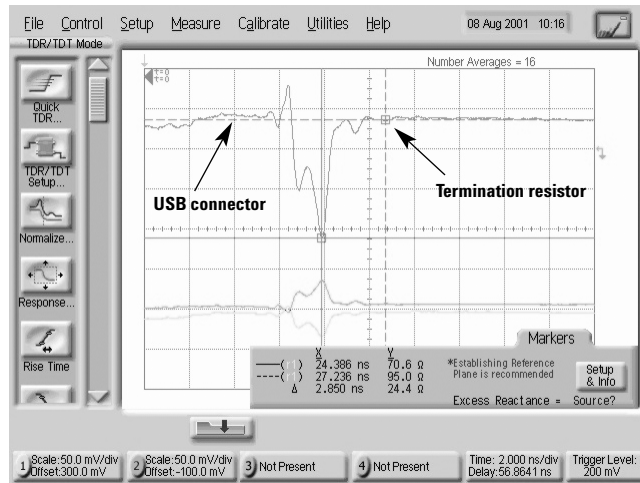 File Control Setup Measure Calibrate Utilities Help 08 Aug 2001 10:16
TDR/TDT Mode
Number Averages = 16
Quick
TDR...
TDR/TDT
Setup...
Normalize...
Response...
Rise Time
USB connector
Termination resistor
Markers
X Y
24.386 ns 70.6 Ω
27.236 ns 95.0 Ω
Δ 2.850 ns 24.4 Ω
*Establishing Reference
Plane is recommended
Excess Reactance = Source?
Setup
& Info
1 Scale:50.0 mV/div
Offset:300.0 mV
2 Scale:50.0 mV/div
Offset:-100.0 mV
3 Not Present
4 Not Present
Time: 2.000 ns/div
Delay:56.8641 ns
Trigger Level:
200 mV